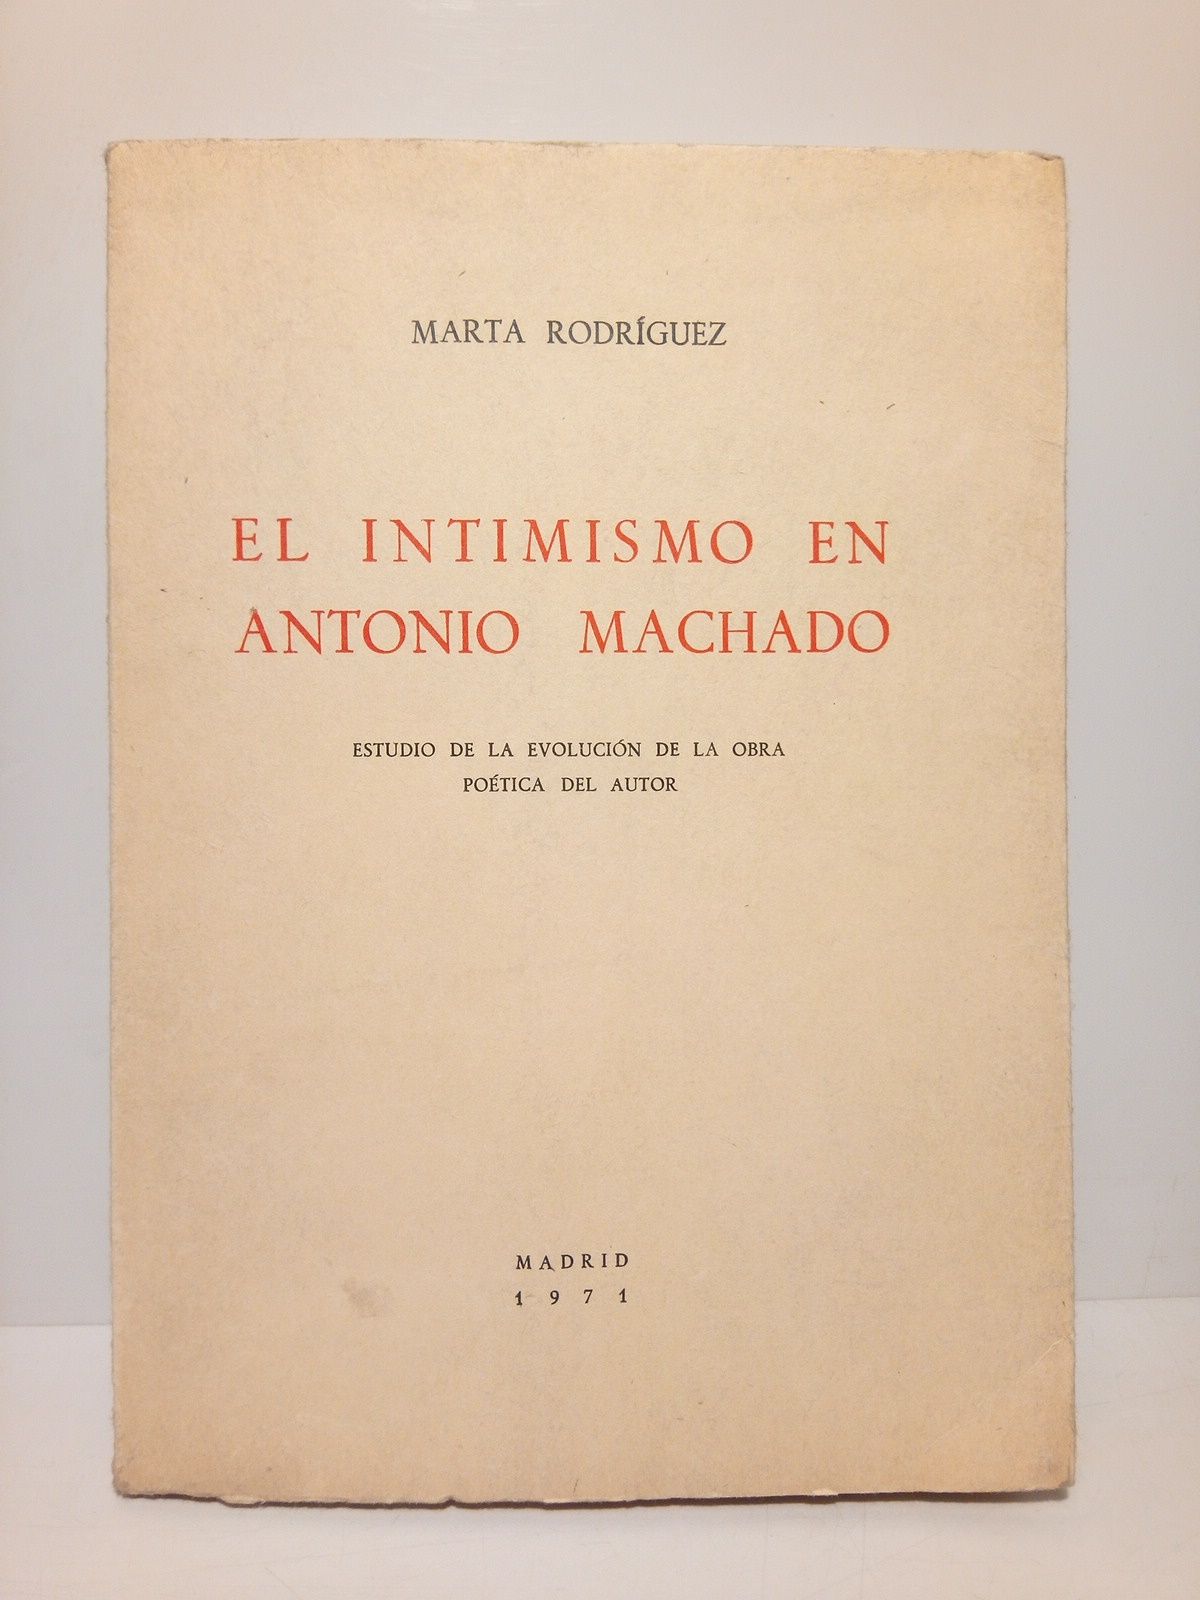 MARTA RODRÍGUEZ
EL INTIMISMO EN
ANTONIO MACHADO
ESTUDIO DE LA EVOLUCIÓN DE LA OBRA
POÉTICA DEL AUTOR
MADRID
1971